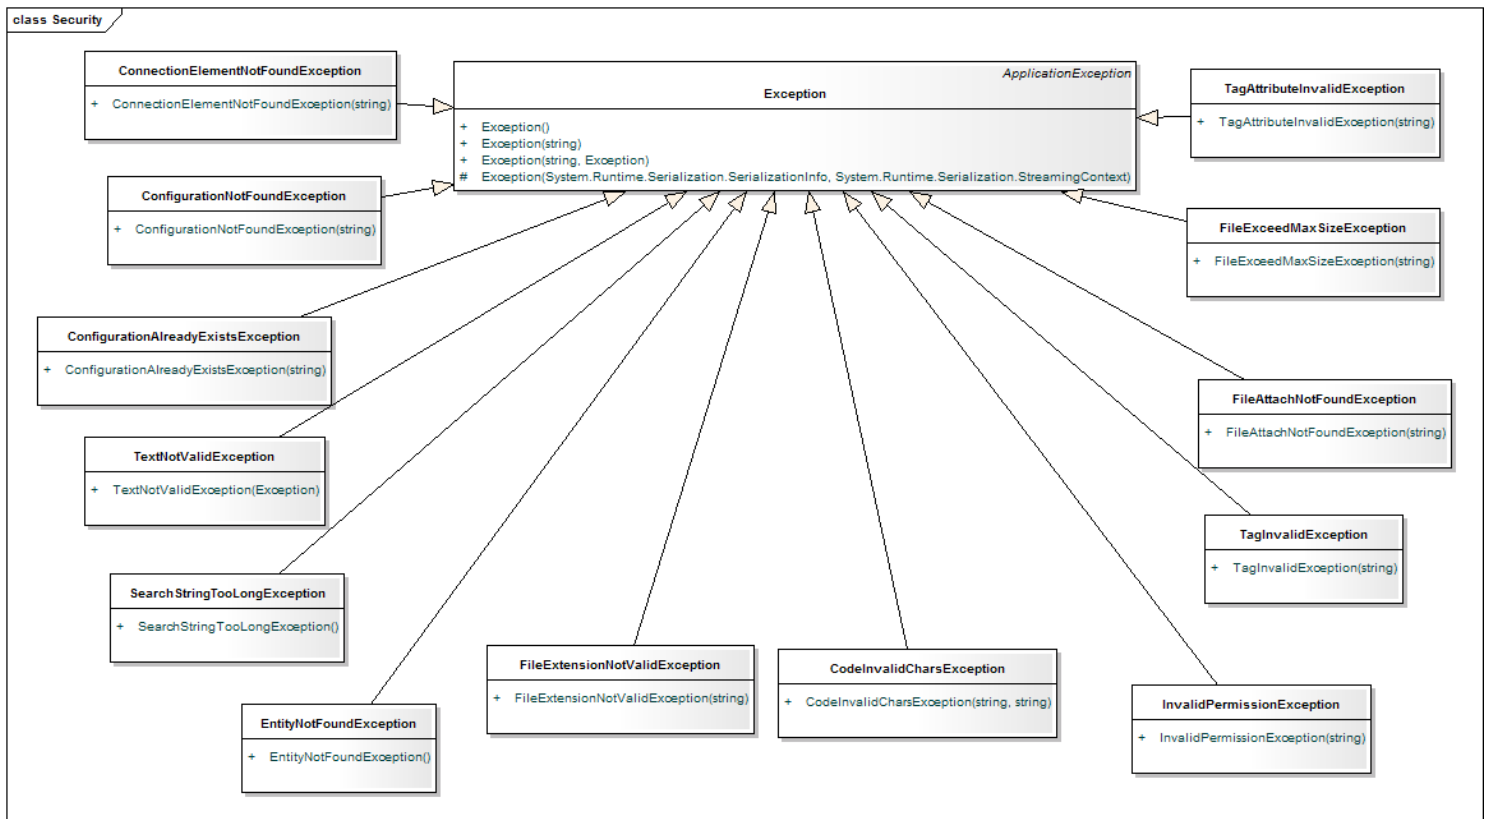 class Security
ConnectionElementNotFoundException
+ ConnectionElementNotFoundException(string)
ApplicationException
Exception
+ Exception()
+ Exception(string)
+ Exception(string, Exception)
# Exception(System.Runtime.Serialization.SerializationInfo, System.Runtime.Serialization.StreamingContext)
TagAttributeInvalidException
+ TagAttributeInvalidException(string)
ConfigurationNotFoundException
+ ConfigurationNotFoundException(string)
FileExceedMaxSizeException
+ FileExceedMaxSizeException(string)
ConfigurationAlreadyExistsException
+ ConfigurationAlreadyExistsException(string)
FileAttachNotFoundException
+ FileAttachNotFoundException(string)
TextNotValidException
+ TextNotValidException(Exception)
TagInvalidException
+ TagInvalidException(string)
SearchStringTooLongException
+ SearchStringTooLongException()
FileExtensionNotValidException
+ FileExtensionNotValidException(string)
CodeInvalidCharsException
+ CodeInvalidCharsException(string, string)
InvalidPermissionException
+ InvalidPermissionException(string)
EntityNotFoundException
+ EntityNotFoundException()